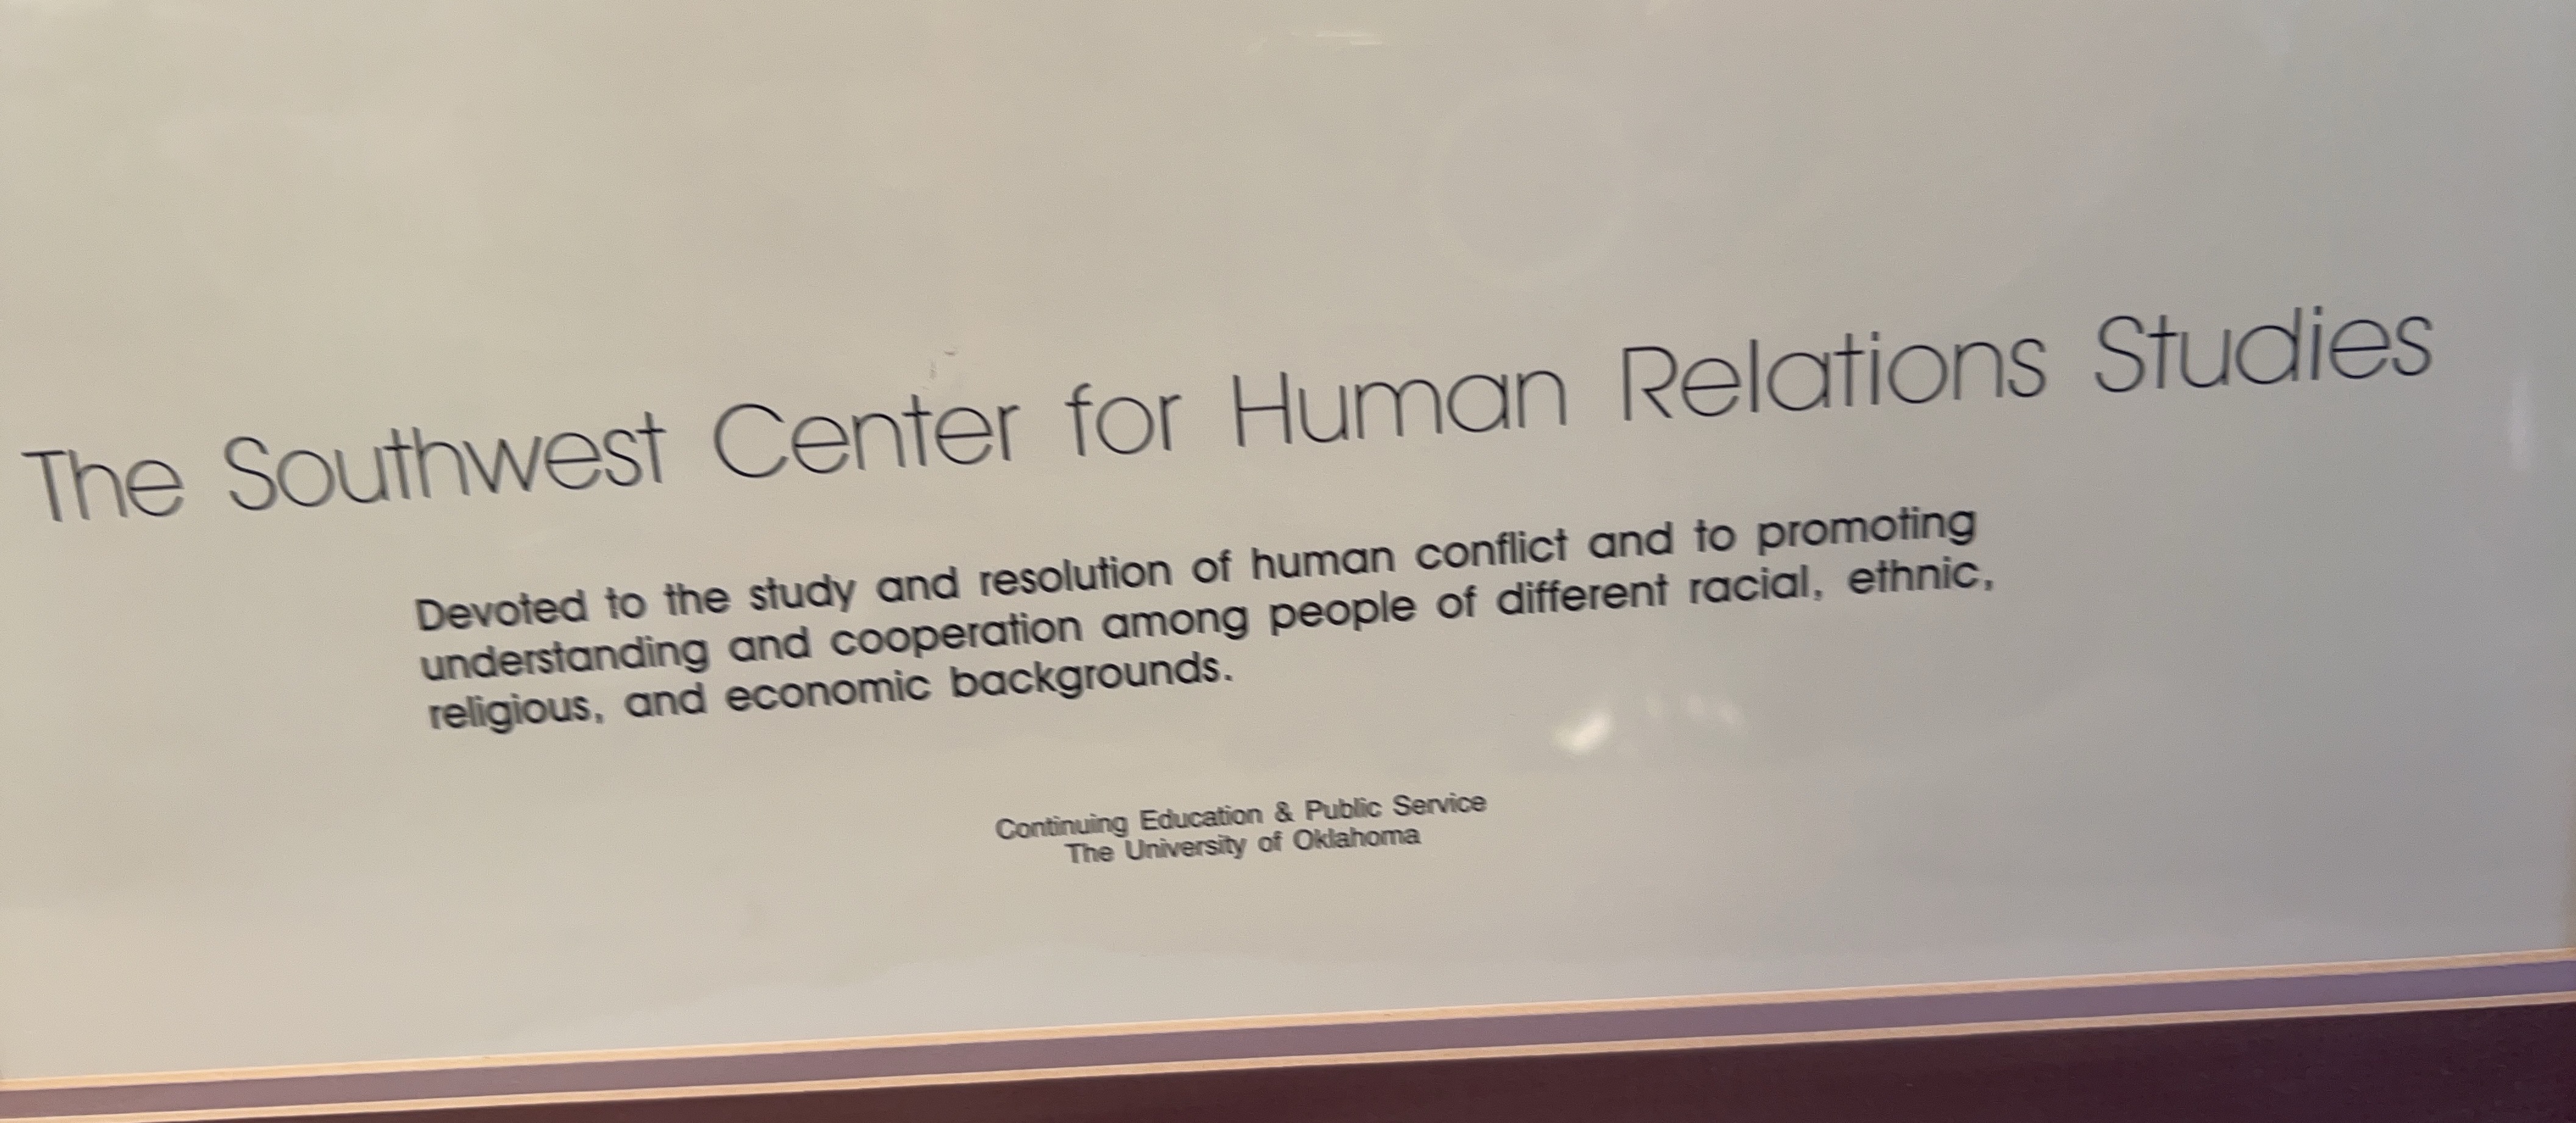 The Southwest Center for Human Relations Studies
Devoted to the study and resolution of human conflict and to promoting
understanding and cooperation among people of different racial, ethnic,
religious, and economic backgrounds.
Continuing Education & Public Service
The University of Oklahoma